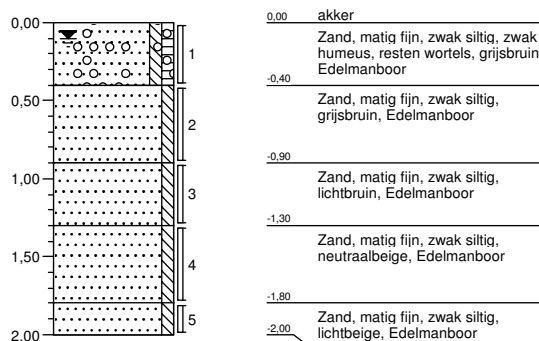 0,00
0,50
1,00
1,50
2.00
1
2
3
4
5
0,00 akker
Zand, matig fijn, zwak siltig, zwak
humeus, resten wortels, grijsbruin
Edelmanboor
-0,40
Zand, matig fijn, zwak siltig,
grijsbruin, Edelmanboor
-0,90
Zand, matig fijn, zwak siltig,
lichtbruin, Edelmanboor
-1,30
Zand, matig fijn, zwak siltig,
neutraalbeige, Edelmanboor
-1,80
Zand, matig fijn, zwak siltig,
-2,00 lichtbeige, Edelmanboor